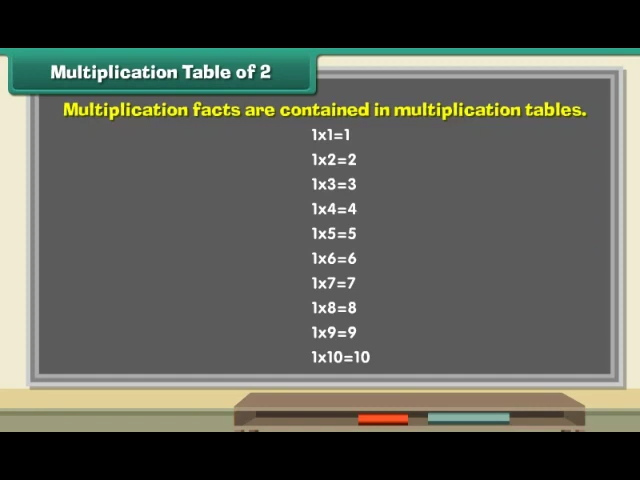 Multiplication Table of 2
Multiplication facts are contained in multiplication tables.
1x1=1
1x2=2
1x3=3
1x4=4
1x5=5
1x6=6
1x7=7
1x8=8
1x9=9
1x10=10